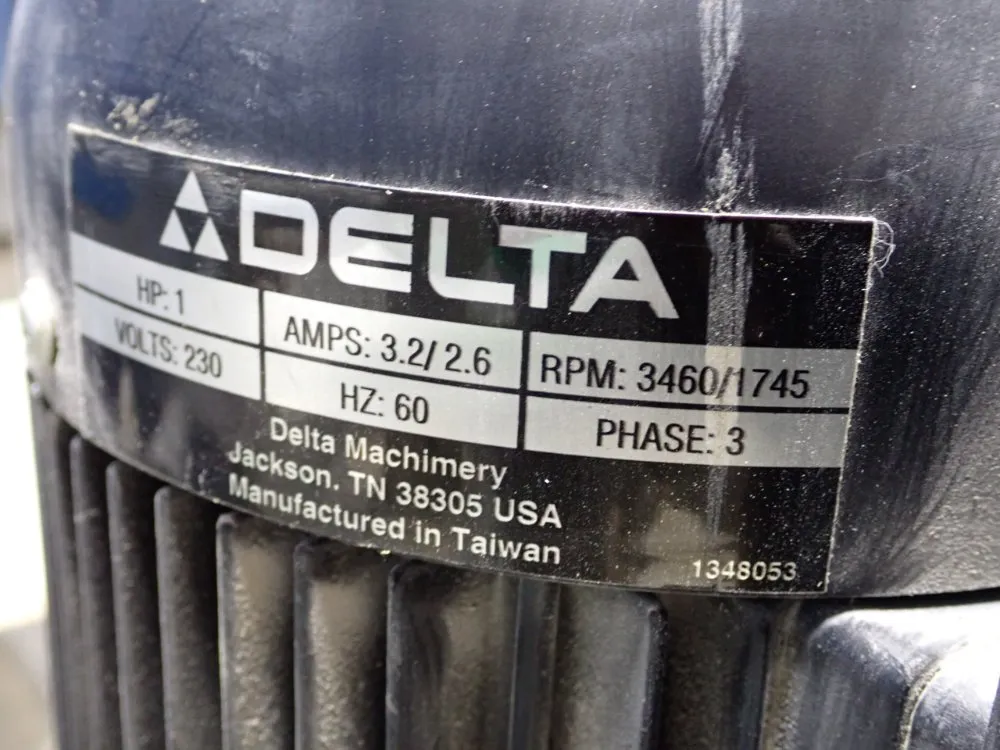 DELTA
HP: 1
AMPS: 3.2/ 2.6
RPM: 3460/1745
VOLTS: 230
HZ: 60
PHASE: 3
Delta Machimery
Jackson. TN 38305 USA
Manufactured in Taiwan
1348053